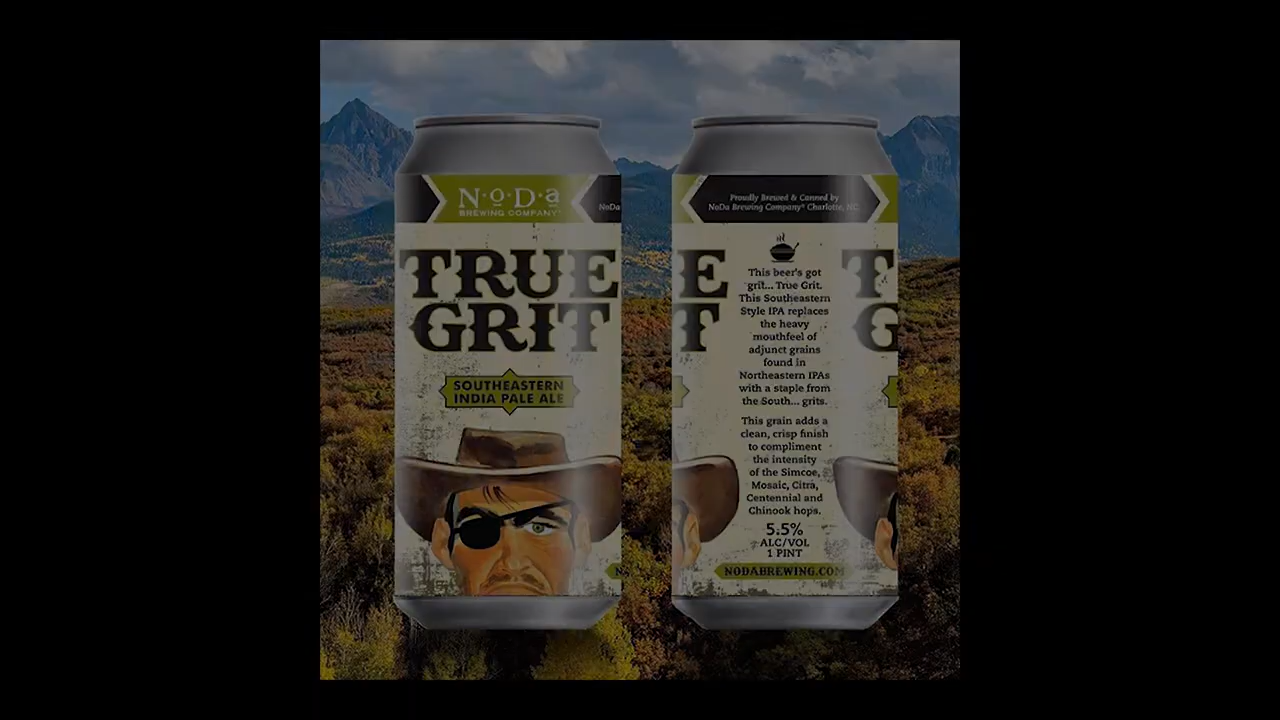 N·o·Da
BREWING COMPANY
NoDa
TRUE
GRIT
SOUTHEASTERN
INDIA PALE ALE
Proudly Brewed & Canned by
NoDa Brewing Company® Charlotte, NC
E
T
T
G
This beer's got
grit... True Grit.
This Southeastern
Style IPA replaces
the heavy
mouthfeel of
adjunct grains
found in
Northeastern IPAs
with a staple from
the South... grits.
This grain adds a
clean, crisp finish
to compliment
the intensity
of the Simcoe,
Mosaic, Citra,
Centennial and
Chinook hops.
5.5%
ALC/VOL
1 PINT
NODABREWING.COM